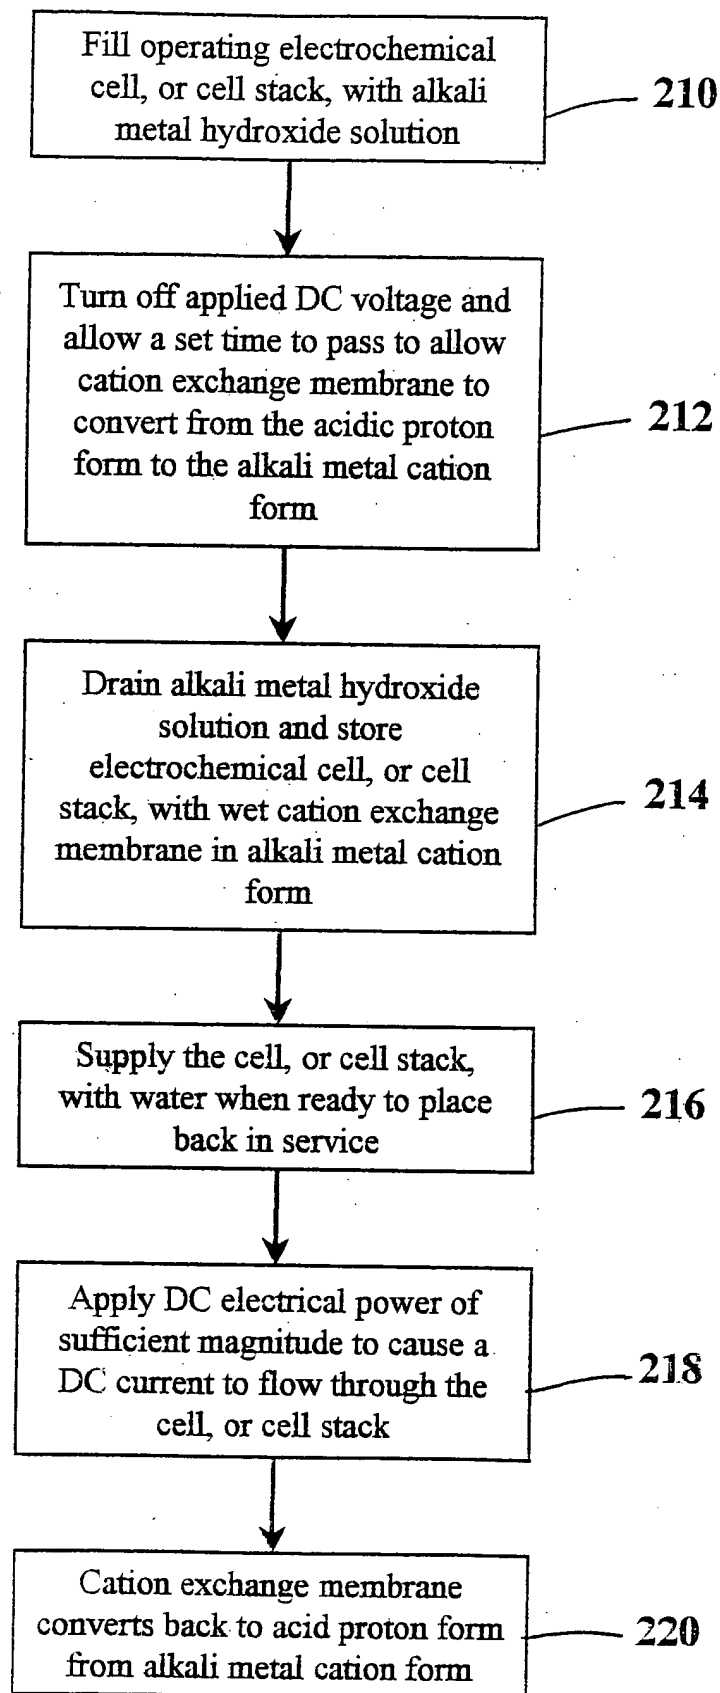 Fill operating electrochemical
cell, or cell stack, with alkali
metal hydroxide solution
210
Turn off applied DC voltage and
allow a set time to pass to allow
cation exchange membrane to
convert from the acidic proton
form to the alkali metal cation
form
212
Drain alkali metal hydroxide
solution and store
electrochemical cell, or cell
stack, with wet cation exchange
membrane in alkali metal cation
form
214
Supply the cell, or cell stack,
with water when ready to place
back in service
216
Apply DC electrical power of
sufficient magnitude to cause a
DC current to flow through the
cell, or cell stack
218
Cation exchange membrane
converts back to acid proton form
from alkali metal cation form
220